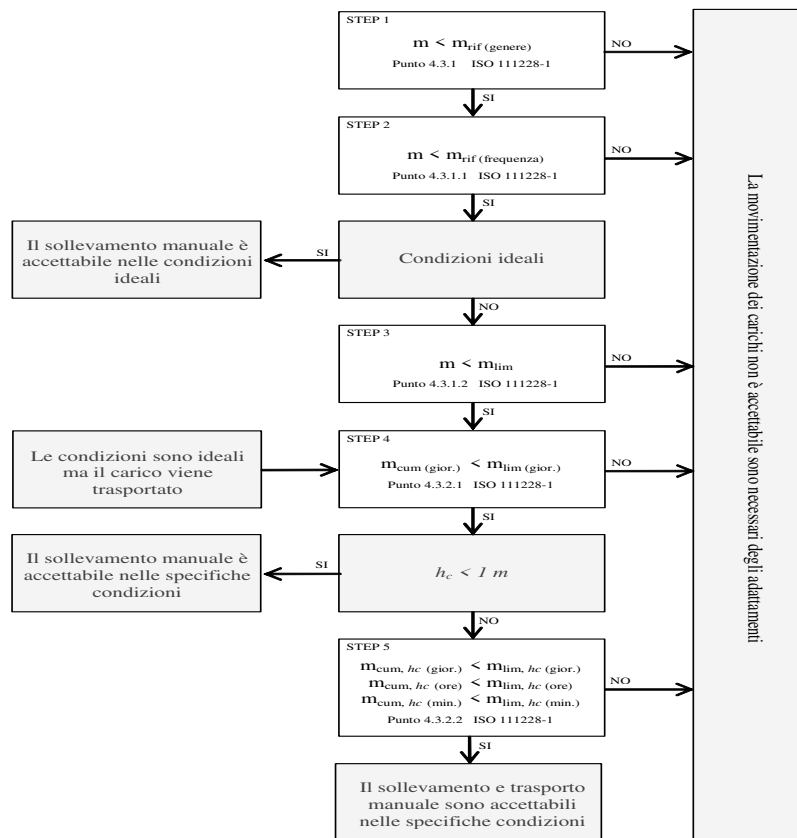 STEP 1
m < mrif (genere)
Punto 4.3.1 ISO 111228-1
NO
SI
STEP 2
m < mrif (frequenza)
Punto 4.3.1.1 ISO 111228-1
NO
SI
Il sollevamento manuale è
accettabile nelle condizioni
ideali
SI
Condizioni ideali
NO
STEP 3
m < mlim
Punto 4.3.1.2 ISO 111228-1
NO
SI
Le condizioni sono ideali
ma il carico viene
trasportato
STEP 4
mcum (gior.) < mlim (gior.)
Punto 4.3.2.1 ISO 111228-1
NO
SI
Il sollevamento manuale è
accettabile nelle specifiche
condizioni
SI
hc < 1 m
NO
STEP 5
mcum, hc (gior.) < mlim, hc (gior.)
mcum, hc (ore) < mlim, hc (ore)
mcum, hc (min.) < mlim, hc (min.)
Punto 4.3.2.2 ISO 111228-1
NO
SI
Il sollevamento e trasporto
manuale sono accettabili
nelle specifiche condizioni
La movimentazione dei carichi non è accettabile sono necessari degli adattamenti